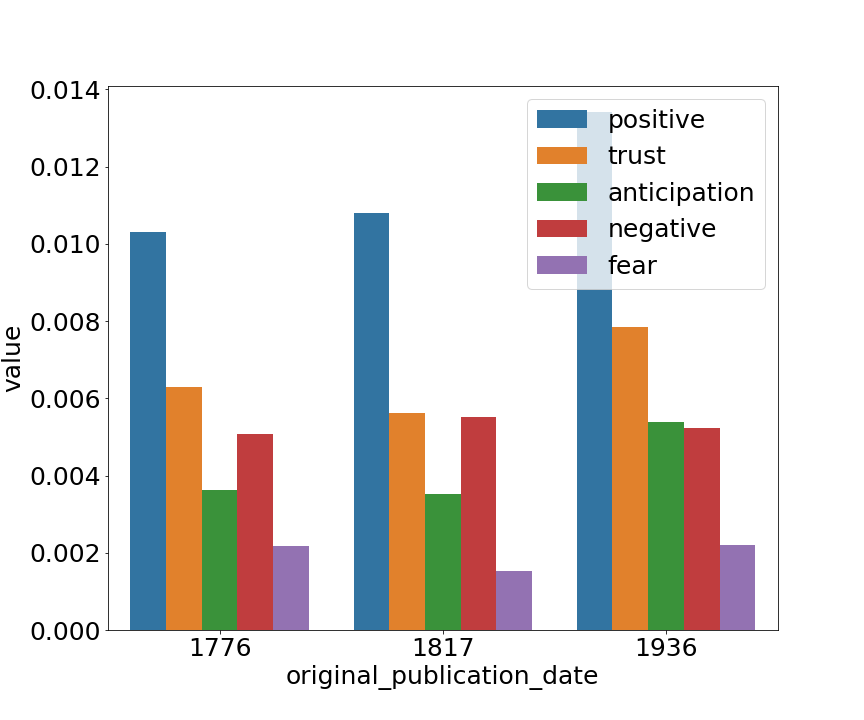 0.014
0.012
0.010
0.008
0.006
0.004
0.002
0.000
value
positive
trust
anticipation
negative
fear
1776
1817
1936
original_publication_date